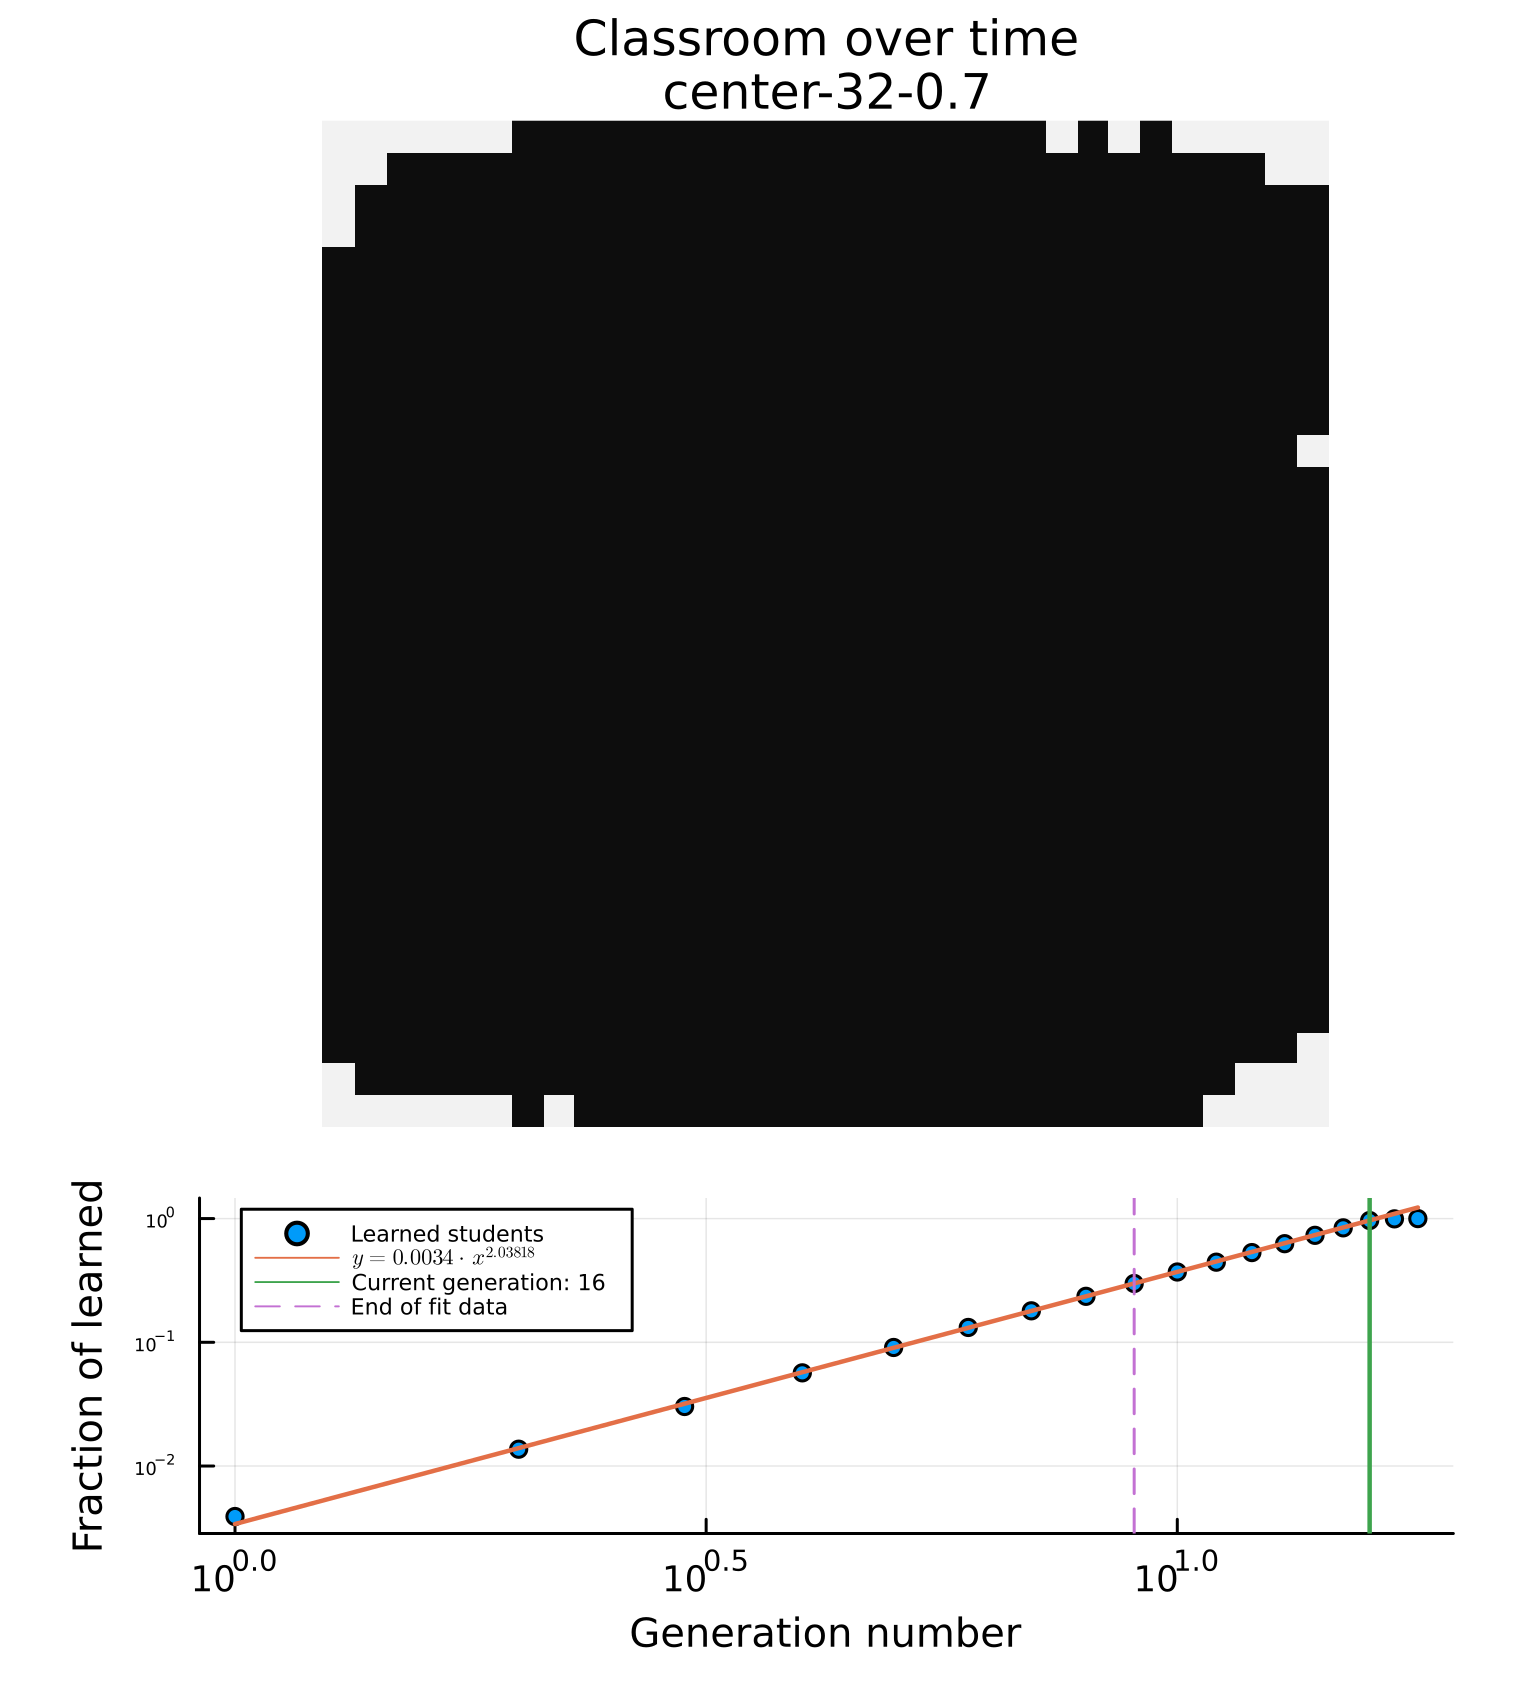 Classroom over time
center-32-0.7
Fraction of learned
10^0
10^-1
10^-2
Learned students
y = 0.0034 · x^2.03818
Current generation: 16
End of fit data
10^0.0 10^0.5 10^1.0
Generation number